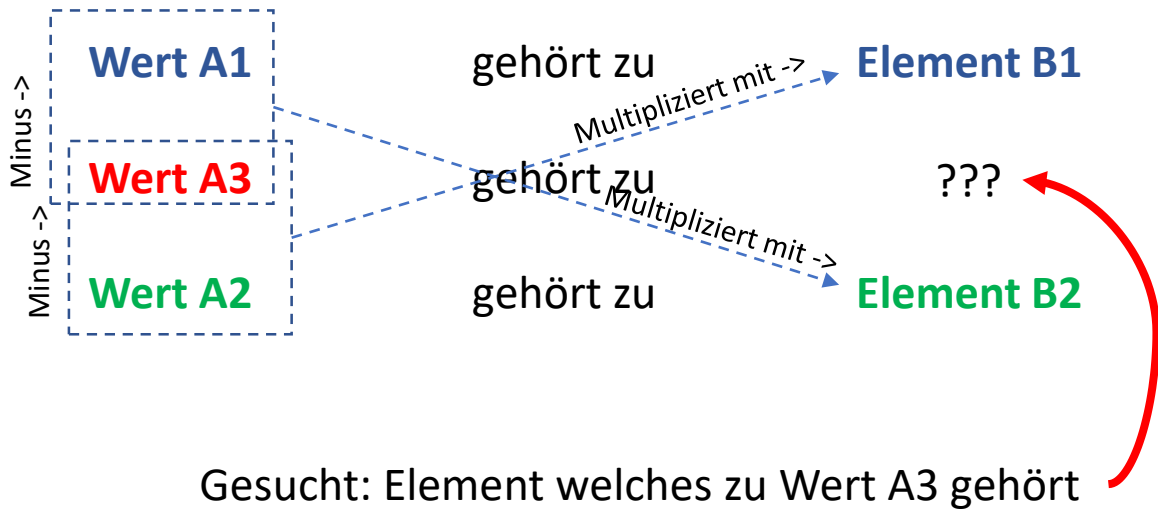 Wert A1 gehört zu Element B1
Minus ->
Multipliziert mit ->
Wert A3 gehört zu ???
Multipliziert mit ->
Minus->
Wert A2 gehört zu Element B2
Gesucht: Element welches zu Wert A3 gehört